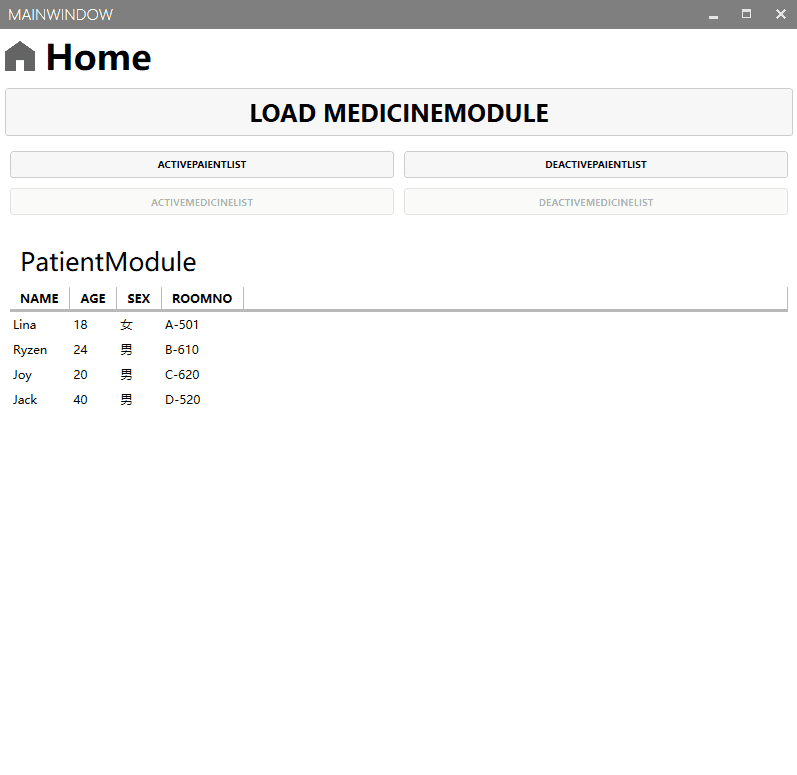 MAINWINDOW
Home
LOAD MEDICINEMODULE
ACTIVEPAIENTLIST DEACTIVEPAIENTLIST
ACTIVEMEDICINELIST DEACTIVEMEDICINELIST
PatientModule
NAME AGE SEX ROOMNO
Lina 18 女 A-501
Ryzen 24 男 B-610
Joy 20 男 C-620
Jack 40 男 D-520